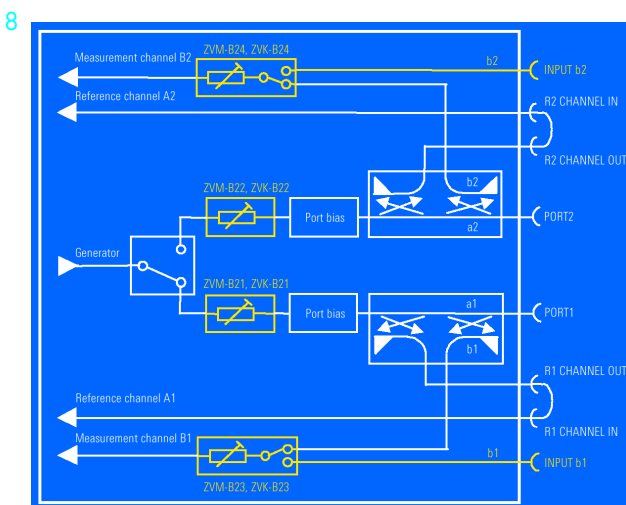 8
ZVM-B24, ZVK-B24
Measurement channel B2
b2
INPUT b2
Reference channel A2
R2 CHANNEL IN
R2 CHANNEL OUT
b2
ZVM-B22, ZVK-B22
Port bias
PORT2
a2
Generator
ZVM-B21, ZVK-B21
a1
Port bias
PORT1
b1
R1 CHANNEL OUT
Reference channel A1
R1 CHANNEL IN
Measurement channel B1
b1
INPUT b1
ZVM-B23, ZVK-B23